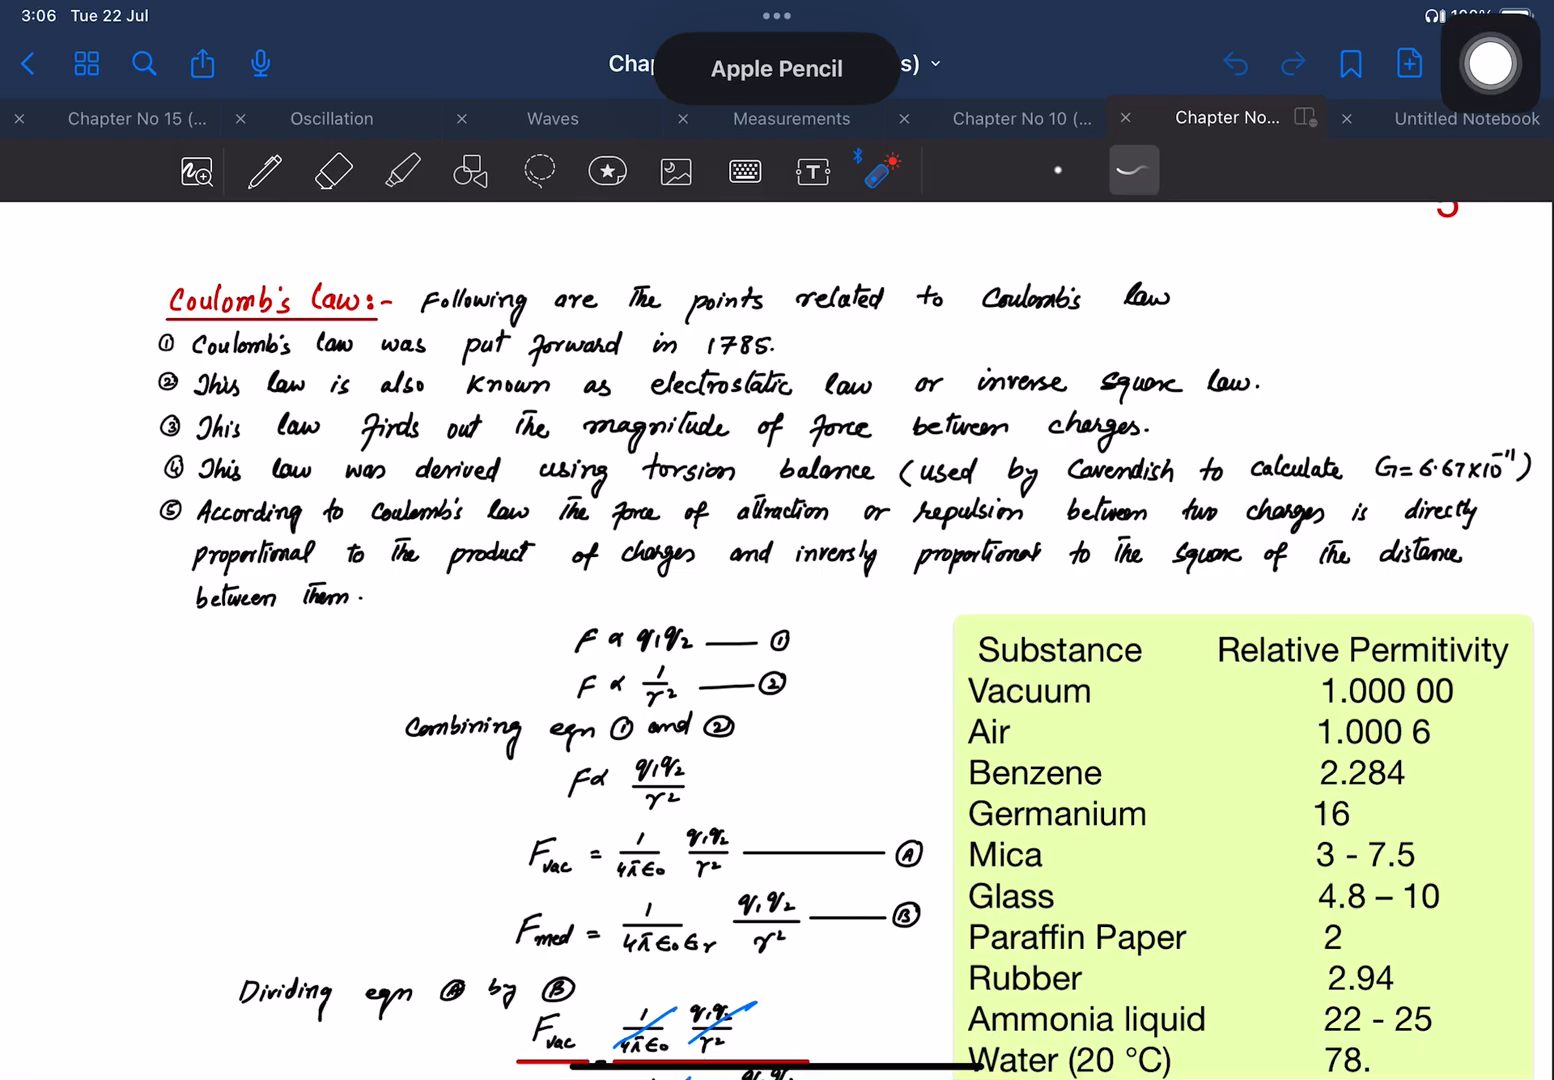 3:06 Tue 22 Jul
Apple Pencil
Chapter No 15 (...
Oscillation
Waves
Measurements
Chapter No 10 (...
Chapter No...
Untitled Notebook
5
Coulomb's Law:- Following are the points related to Coulomb's law
① Coulomb's law was put forward in 1785.
② This law is also known as electrostatic law or inverse square law.
③ This law finds out the magnitude of force between charges.
④ This law was derived using torsion balance (used by Cavendish to calculate G = 6.67×10⁻¹¹)
⑤ According to Coulomb's law the force of attraction or repulsion between two charges is directly
proportional to the product of charges and inversly proportional to the square of the distance
between them.
F ∝ q₁q₂ —— ①
F ∝ 1/r² —— ②
Combining eqn ① and ②
F ∝ q₁q₂/r²
Fvac = 1/4πϵ₀ q₁q₂/r² —— Ⓐ
Fmed = 1/4πϵ₀ϵr q₁q₂/r² —— Ⓑ
Dividing eqn Ⓐ by Ⓑ
Fvac = 1/4πϵ₀ q₁q₂/r²
Substance Relative Permitivity
Vacuum 1.000 00
Air 1.000 6
Benzene 2.284
Germanium 16
Mica 3 - 7.5
Glass 4.8 – 10
Paraffin Paper 2
Rubber 2.94
Ammonia liquid 22 - 25
Water (20 °C) 78.